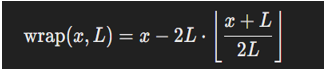 wrap(x, L) = x − 2L · ⌊(x + L)/(2L)⌋